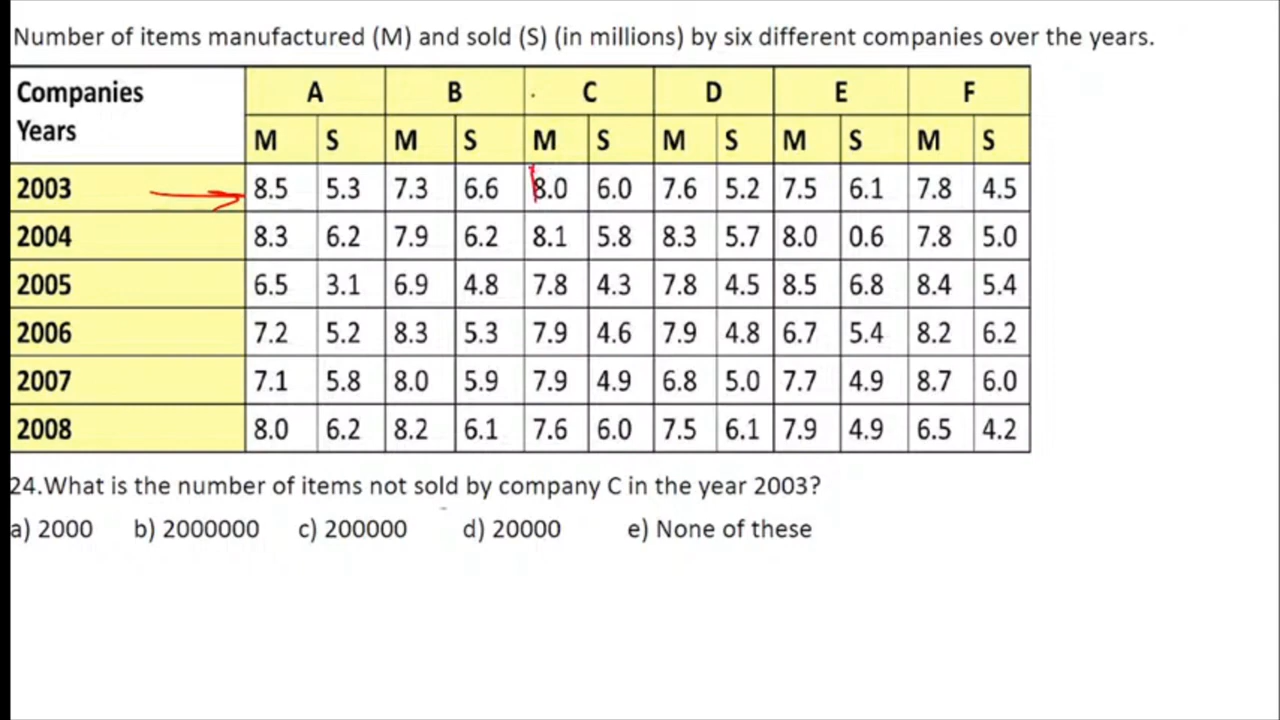 Number of items manufactured (M) and sold (S) (in millions) by six different companies over the years.
Companies A B C D E F
Years M S M S M S M S M S M S
2003 8.5 5.3 7.3 6.6 8.0 6.0 7.6 5.2 7.5 6.1 7.8 4.5
2004 8.3 6.2 7.9 6.2 8.1 5.8 8.3 5.7 8.0 0.6 7.8 5.0
2005 6.5 3.1 6.9 4.8 7.8 4.3 7.8 4.5 8.5 6.8 8.4 5.4
2006 7.2 5.2 8.3 5.3 7.9 4.6 7.9 4.8 6.7 5.4 8.2 6.2
2007 7.1 5.8 8.0 5.9 7.9 4.9 6.8 5.0 7.7 4.9 8.7 6.0
2008 8.0 6.2 8.2 6.1 7.6 6.0 7.5 6.1 7.9 4.9 6.5 4.2
24.What is the number of items not sold by company C in the year 2003?
a) 2000 b) 2000000 c) 200000 d) 20000 e) None of these